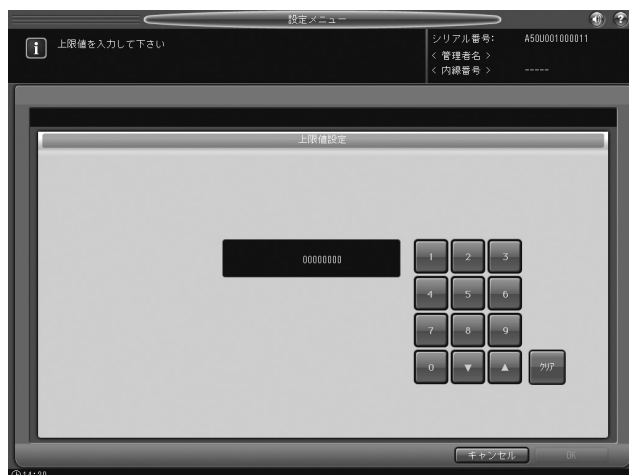 設定メニュー
i 上限値を入力して下さい
シリアル番号: A50U001000011
< 管理者名 >
< 内線番号 > -----
上限値設定
00000000
1 2 3
4 5 6
7 8 9
0 ▼ ▲ クリア
キャンセル OK
14:20